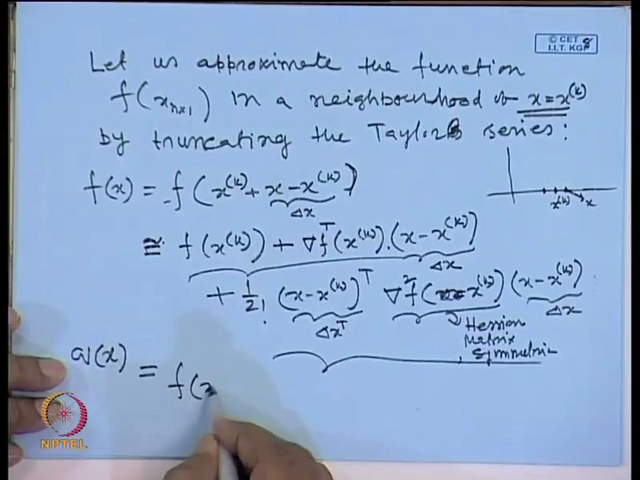 © CET
I.I.T. KGP
Let us approximate the function
f(x_{n×1}) in a neighbourhood of x = x^{(k)}
by truncating the Taylor's series:
f(x) = f(x^{(k)} + x - x^{(k)})
Δx
x^{(k)} x
≅ f(x^{(k)}) + ∇f^T(x^{(k)}).(x - x^{(k)})
Δx
+ 1/2! (x - x^{(k)})^T ∇²f(x^{(k)}) (x - x^{(k)})
Δx^T Δx
Hessian
Matrix
Symmetric
q(x) = f(x
NPTEL